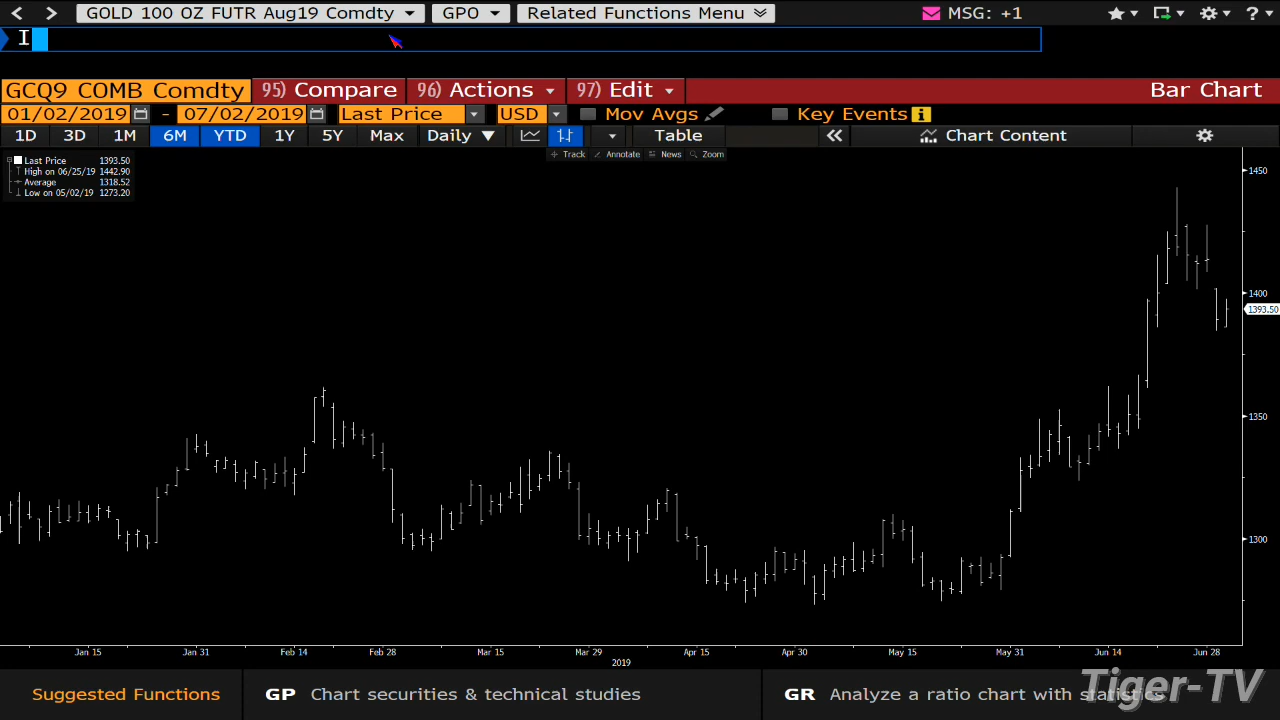 GOLD 100 OZ FUTR Aug19 Comdty GPO Related Functions Menu MSG: +1 ?
GCQ9 COMB Comdty 95) Compare 96) Actions 97) Edit Bar Chart
01/02/2019 - 07/02/2019 Last Price USD Mov Avgs Key Events i
1D 3D 1M 6M YTD 1Y 5Y Max Daily ▼ Table « Chart Content
Track Annotate News Zoom
Last Price 1393.50
High on 06/25/19 1442.90
Average 1318.52
Low on 05/02/19 1273.20
1450
1400
1393.50
1350
1300
Jan 15 Jan 31 Feb 14 Feb 28 Mar 15 Mar 29 Apr 15 Apr 30 May 15 May 31 Jun 14 Jun 28
2019
Suggested Functions GP Chart securities & technical studies GR Analyze a ratio chart with statistics
Tiger-TV